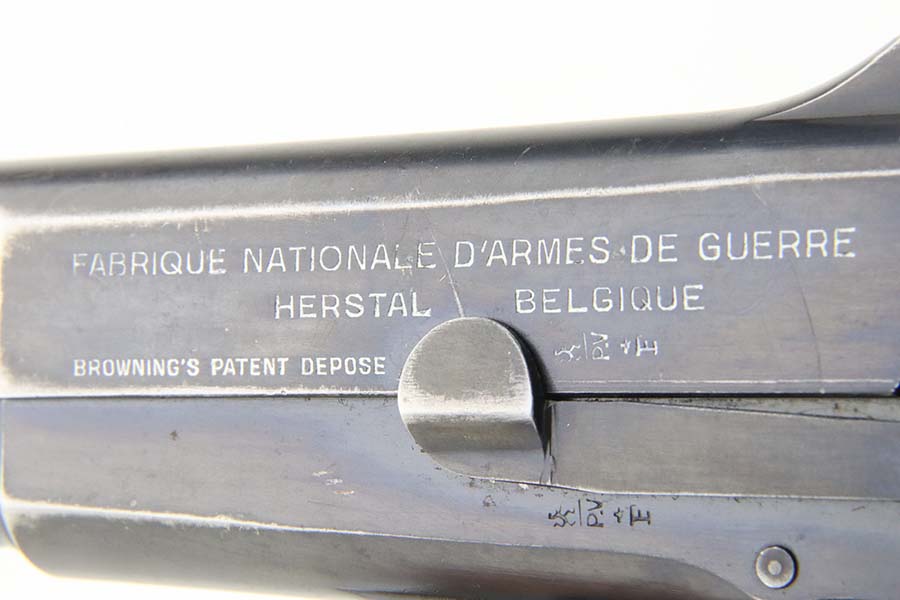 FABRIQUE NATIONALE D'ARMES DE GUERRE
HERSTAL BELGIQUE
BROWNING'S PATENT DEPOSE
P.V
E
P.V
E